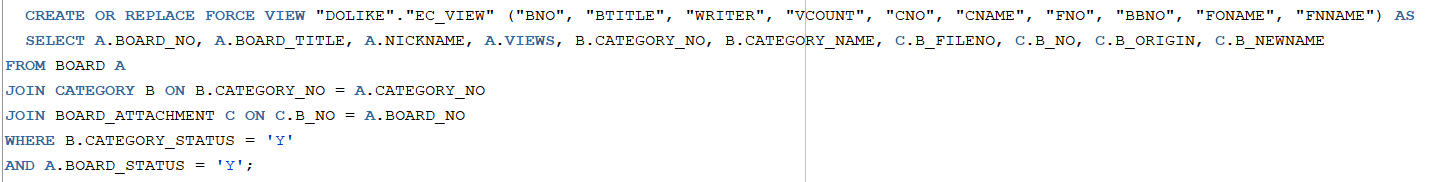 CREATE OR REPLACE FORCE VIEW "DOLIKE"."EC_VIEW" ("BNO", "BTITLE", "WRITER", "VCOUNT", "CNO", "CNAME", "FNO", "BBNO", "FONAME", "FNNAME") AS
SELECT A.BOARD_NO, A.BOARD_TITLE, A.NICKNAME, A.VIEWS, B.CATEGORY_NO, B.CATEGORY_NAME, C.B_FILENO, C.B_NO, C.B_ORIGIN, C.B_NEWNAME
FROM BOARD A
JOIN CATEGORY B ON B.CATEGORY_NO = A.CATEGORY_NO
JOIN BOARD_ATTACHMENT C ON C.B_NO = A.BOARD_NO
WHERE B.CATEGORY_STATUS = 'Y'
AND A.BOARD_STATUS = 'Y';